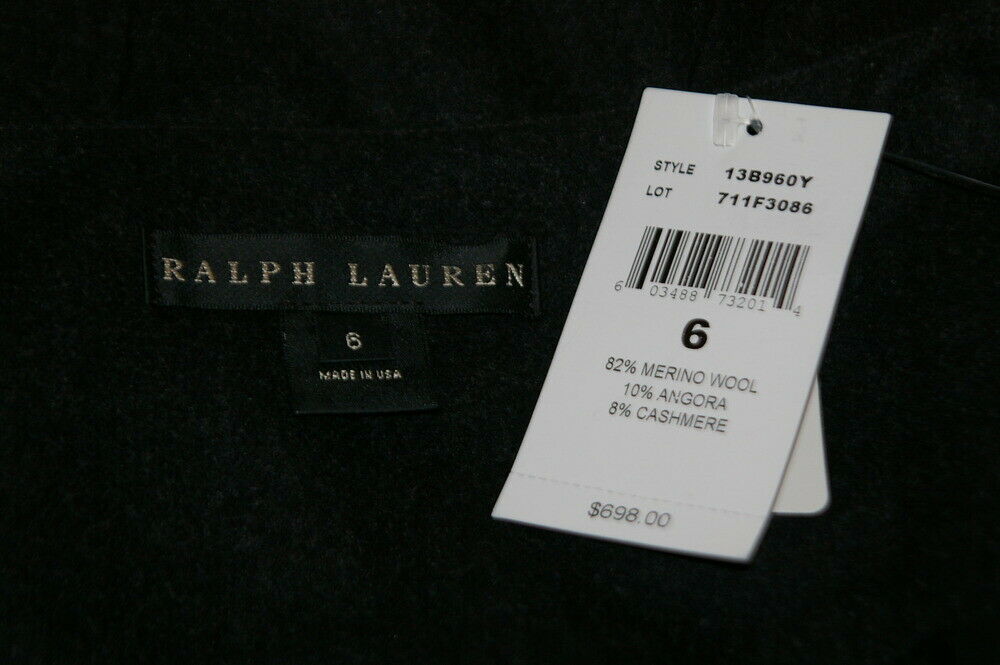 RALPH LAUREN
6
MADE IN USA
STYLE 13B960Y
LOT 711F3086
6 03488 73201 4
6
82% MERINO WOOL
10% ANGORA
8% CASHMERE
$698.00